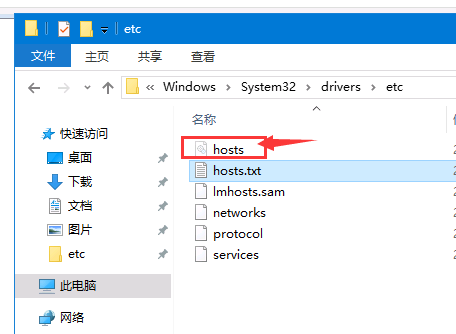 etc
文件 主页 共享 查看
« Windows > System32 > drivers > etc
名称
快速访问
桌面
下载
文档
图片
etc
此电脑
网络
hosts
hosts.txt
lmhosts.sam
networks
protocol
services